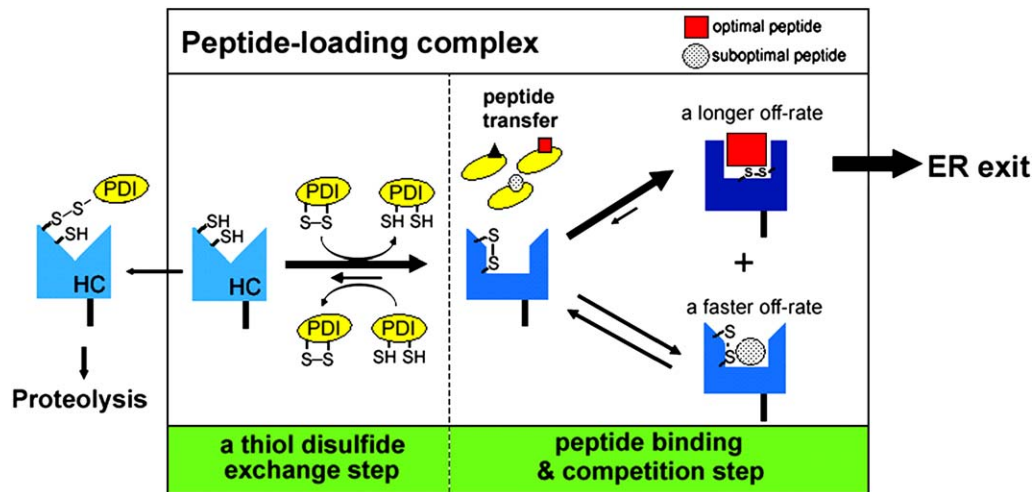 Peptide-loading complex
optimal peptide
suboptimal peptide
PDI
S
S
SH
HC
Proteolysis
SH
SH
HC
PDI
S–S
PDI
SH SH
PDI
S–S
PDI
SH SH
peptide
transfer
S
S
a longer off-rate
S-S
ER exit
+
a faster off-rate
S
S
a thiol disulfide
exchange step
peptide binding
& competition step